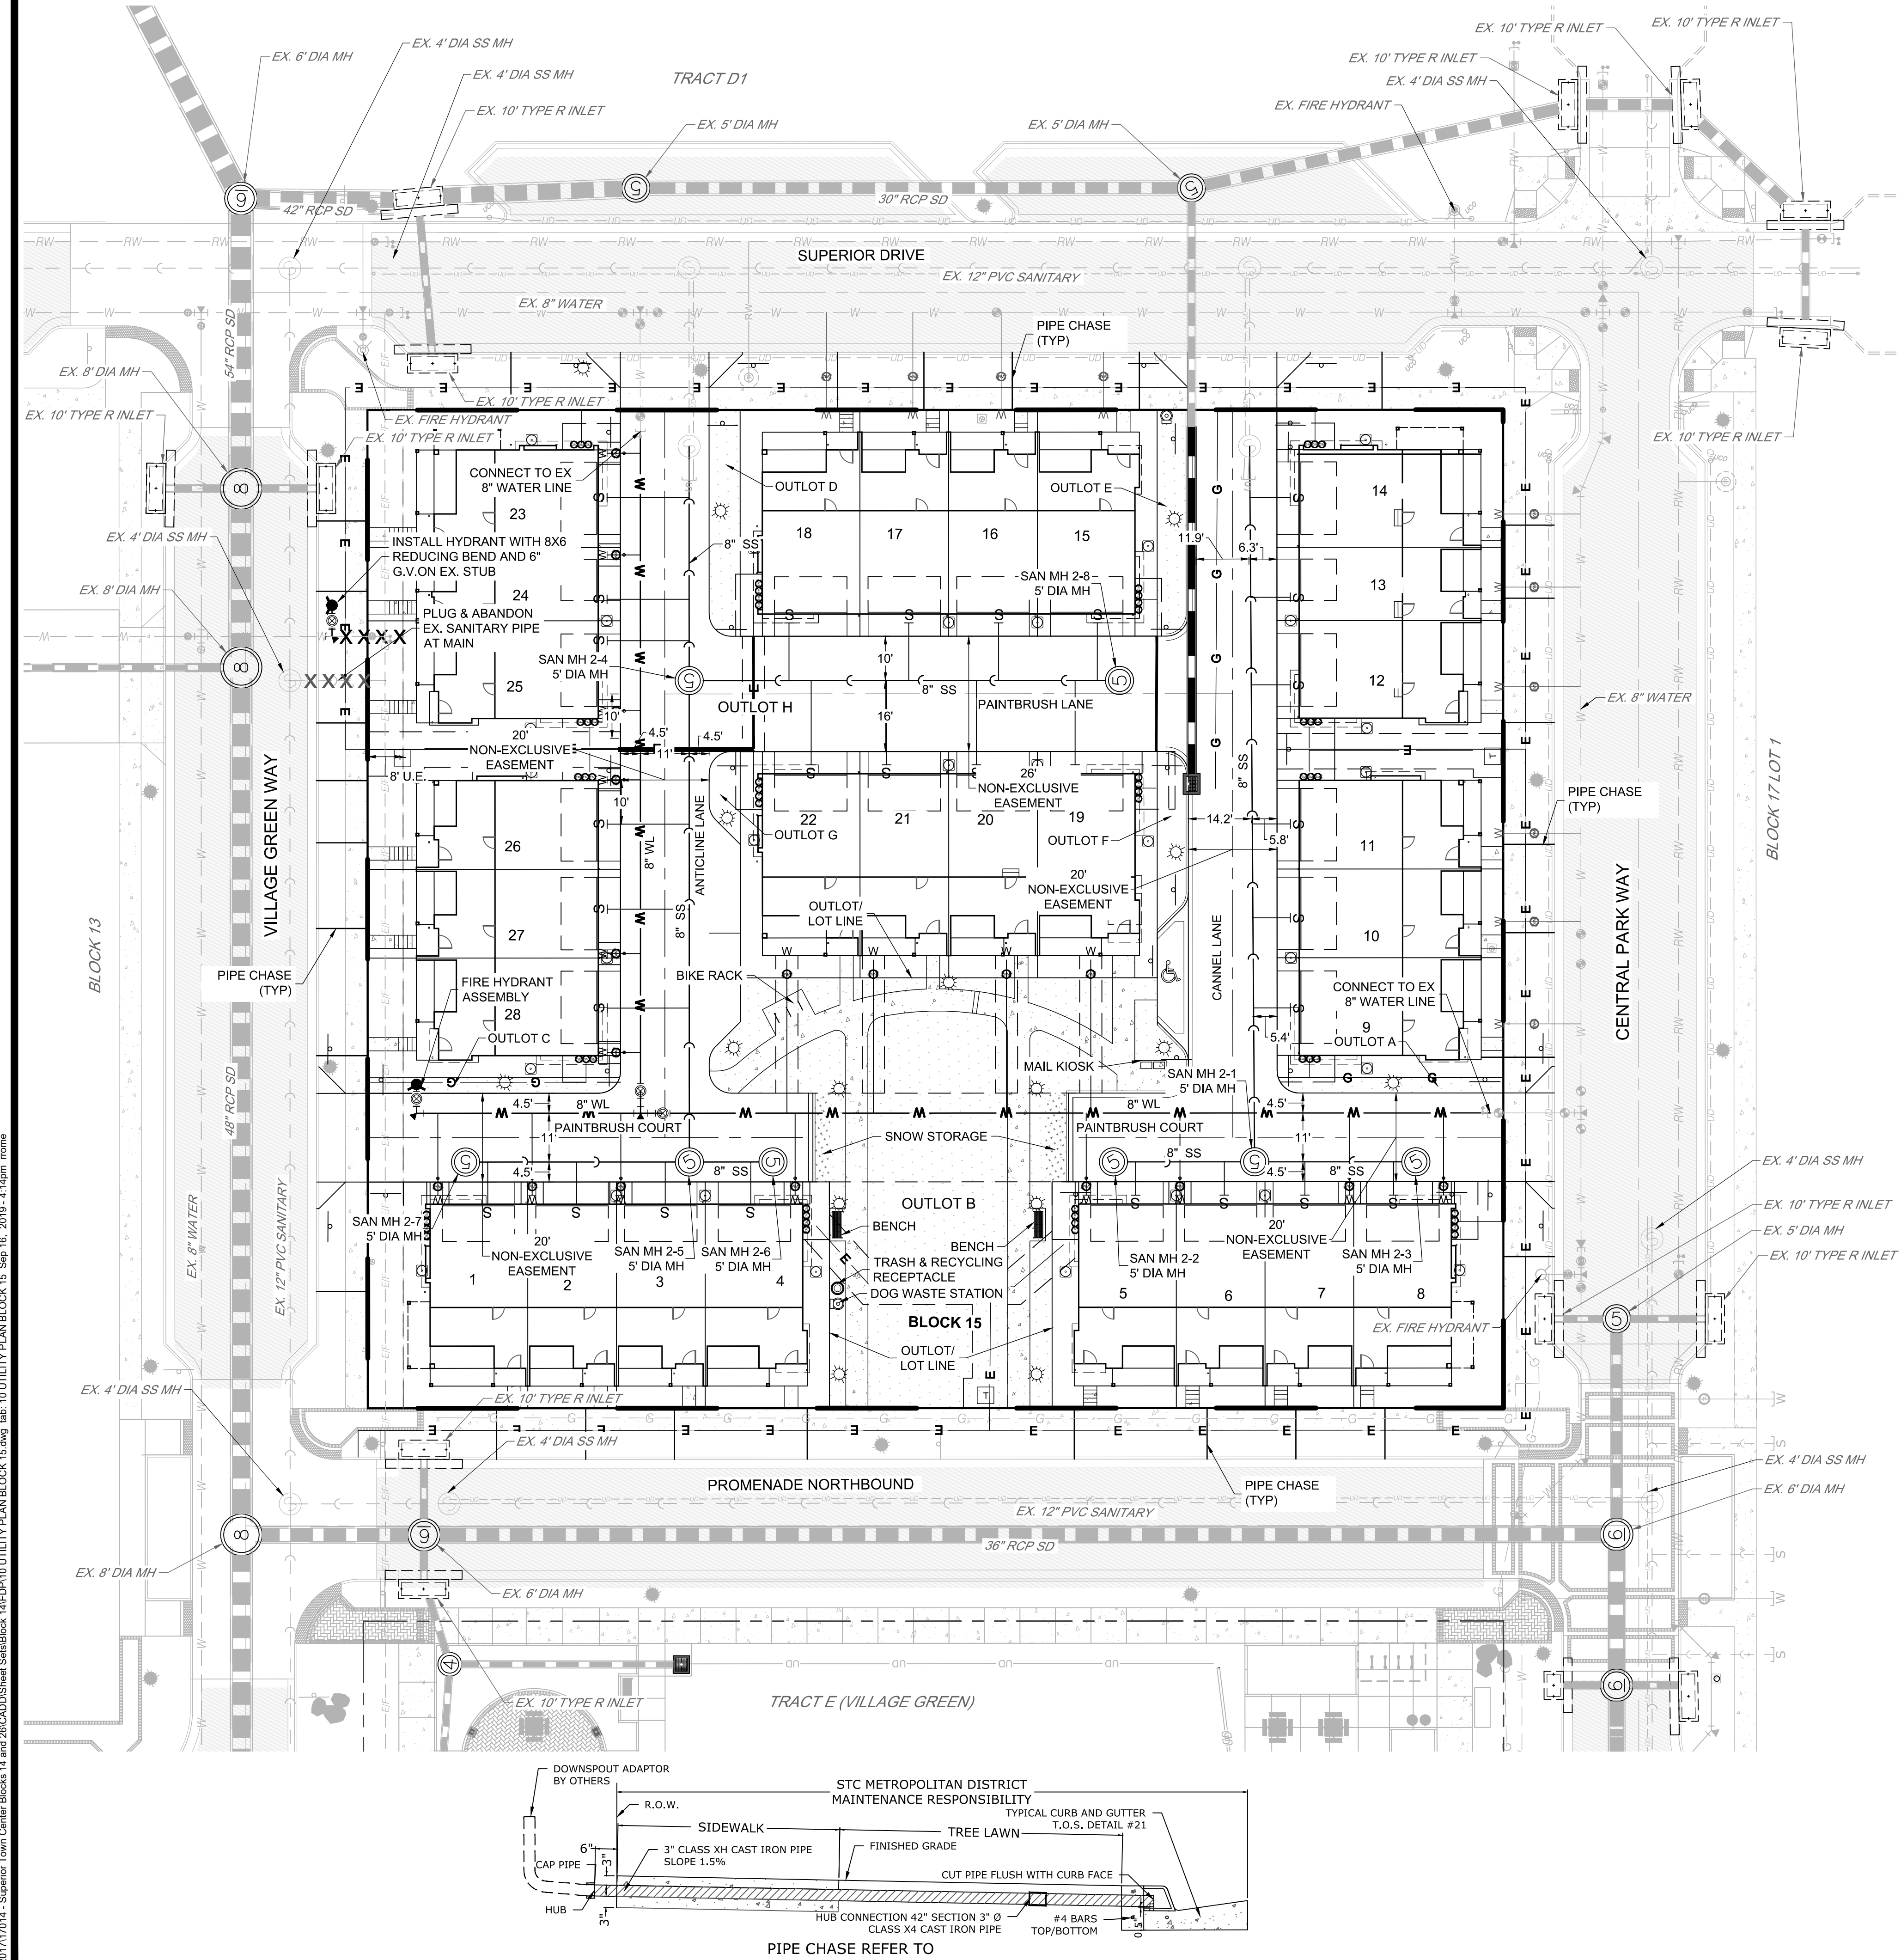 EX. 6' DIA MH
EX. 4' DIA SS MH
EX. 4' DIA SS MH
EX. 10' TYPE R INLET
TRACT D1
EX. 5' DIA MH
EX. 5' DIA MH
EX. FIRE HYDRANT
EX. 4' DIA SS MH
EX. 10' TYPE R INLET
EX. 10' TYPE R INLET
EX. 10' TYPE R INLET
42" RCP SD
30" RCP SD
SUPERIOR DRIVE
EX. 12" PVC SANITARY
EX. 8" WATER
54" RCP SD
PIPE CHASE
(TYP)
EX. 8' DIA MH
EX. 10' TYPE R INLET
EX. 10' TYPE R INLET
EX. FIRE HYDRANT
EX. 10' TYPE R INLET
EX. 10' TYPE R INLET
CONNECT TO EX
8" WATER LINE
OUTLOT D
OUTLOT E
23
14
INSTALL HYDRANT WITH 8X6
REDUCING BEND AND 6"
G.V.ON EX. STUB
EX. 4' DIA SS MH
8" SS
18
17
16
15
11.9'
6.3'
13
EX. 8' DIA MH
24
PLUG & ABANDON
EX. SANITARY PIPE
AT MAIN
SAN MH 2-8
5' DIA MH
SAN MH 2-4
5' DIA MH
10'
25
12
8" SS
OUTLOT H
PAINTBRUSH LANE
EX. 8" WATER
10'
16'
4.5'
11'
4.5'
20'
NON-EXCLUSIVE
EASEMENT
8' U.E.
10'
8" SS
26'
NON-EXCLUSIVE
EASEMENT
PIPE CHASE
(TYP)
BLOCK 17 LOT 1
VILLAGE GREEN WAY
22
21
20
19
OUTLOT G
OUTLOT F
14.2'
5.8'
26
11
8" WL
ANTICLINE LANE
20'
NON-EXCLUSIVE
EASEMENT
CENTRAL PARK WAY
OUTLOT/
LOT LINE
8" SS
27
10
BLOCK 13
PIPE CHASE
(TYP)
BIKE RACK
CANNEL LANE
FIRE HYDRANT
ASSEMBLY
28
OUTLOT C
CONNECT TO EX
8" WATER LINE
9
OUTLOT A
5.4'
MAIL KIOSK
SAN MH 2-1
5' DIA MH
48" RCP SD
4.5'
8" WL
8" WL
4.5'
PAINTBRUSH COURT
PAINTBRUSH COURT
11'
SNOW STORAGE
11'
8" SS
4.5'
8" SS
4.5'
8" SS
EX. 4' DIA SS MH
EX. 8" WATER
EX. 12" PVC SANITARY
OUTLOT B
EX. 10' TYPE R INLET
SAN MH 2-7
5' DIA MH
BENCH
EX. 5' DIA MH
20'
NON-EXCLUSIVE
EASEMENT
SAN MH 2-5
5' DIA MH
SAN MH 2-6
5' DIA MH
BENCH
20'
NON-EXCLUSIVE
EASEMENT
SAN MH 2-2
5' DIA MH
SAN MH 2-3
5' DIA MH
EX. 10' TYPE R INLET
TRASH & RECYCLING
RECEPTACLE
DOG WASTE STATION
1
2
3
4
5
6
7
8
BLOCK 15
EX. FIRE HYDRANT
OUTLOT/
LOT LINE
EX. 4' DIA SS MH
EX. 10' TYPE R INLET
EX. 4' DIA SS MH
PROMENADE NORTHBOUND
PIPE CHASE
(TYP)
EX. 4' DIA SS MH
EX. 12" PVC SANITARY
EX. 6' DIA MH
36" RCP SD
EX. 8' DIA MH
EX. 6' DIA MH
EX. 10' TYPE R INLET
TRACT E (VILLAGE GREEN)
DOWNSPOUT ADAPTOR
BY OTHERS
STC METROPOLITAN DISTRICT
MAINTENANCE RESPONSIBILITY
R.O.W.
TYPICAL CURB AND GUTTER
T.O.S. DETAIL #21
SIDEWALK
TREE LAWN
6"
3"
3" CLASS XH CAST IRON PIPE
SLOPE 1.5%
FINISHED GRADE
CAP PIPE
CUT PIPE FLUSH WITH CURB FACE
HUB
3"
HUB CONNECTION 42" SECTION 3" Ø
CLASS X4 CAST IRON PIPE
#4 BARS
TOP/BOTTOM
0.5"
PIPE CHASE REFER TO